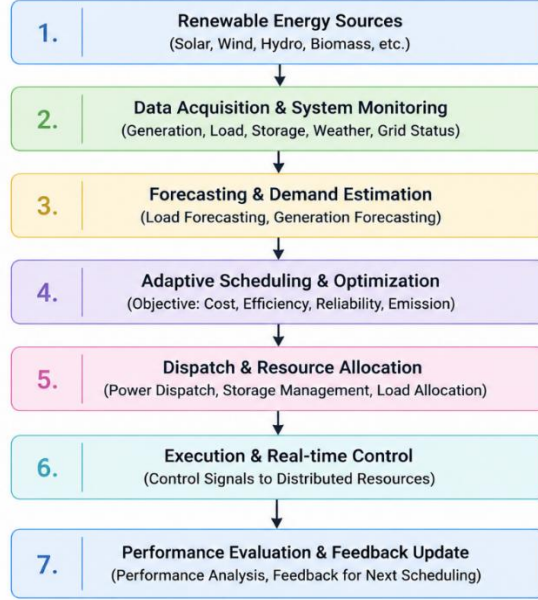 1.
Renewable Energy Sources
(Solar, Wind, Hydro, Biomass, etc.)
2.
Data Acquisition & System Monitoring
(Generation, Load, Storage, Weather, Grid Status)
3.
Forecasting & Demand Estimation
(Load Forecasting, Generation Forecasting)
4.
Adaptive Scheduling & Optimization
(Objective: Cost, Efficiency, Reliability, Emission)
5.
Dispatch & Resource Allocation
(Power Dispatch, Storage Management, Load Allocation)
6.
Execution & Real-time Control
(Control Signals to Distributed Resources)
7.
Performance Evaluation & Feedback Update
(Performance Analysis, Feedback for Next Scheduling)